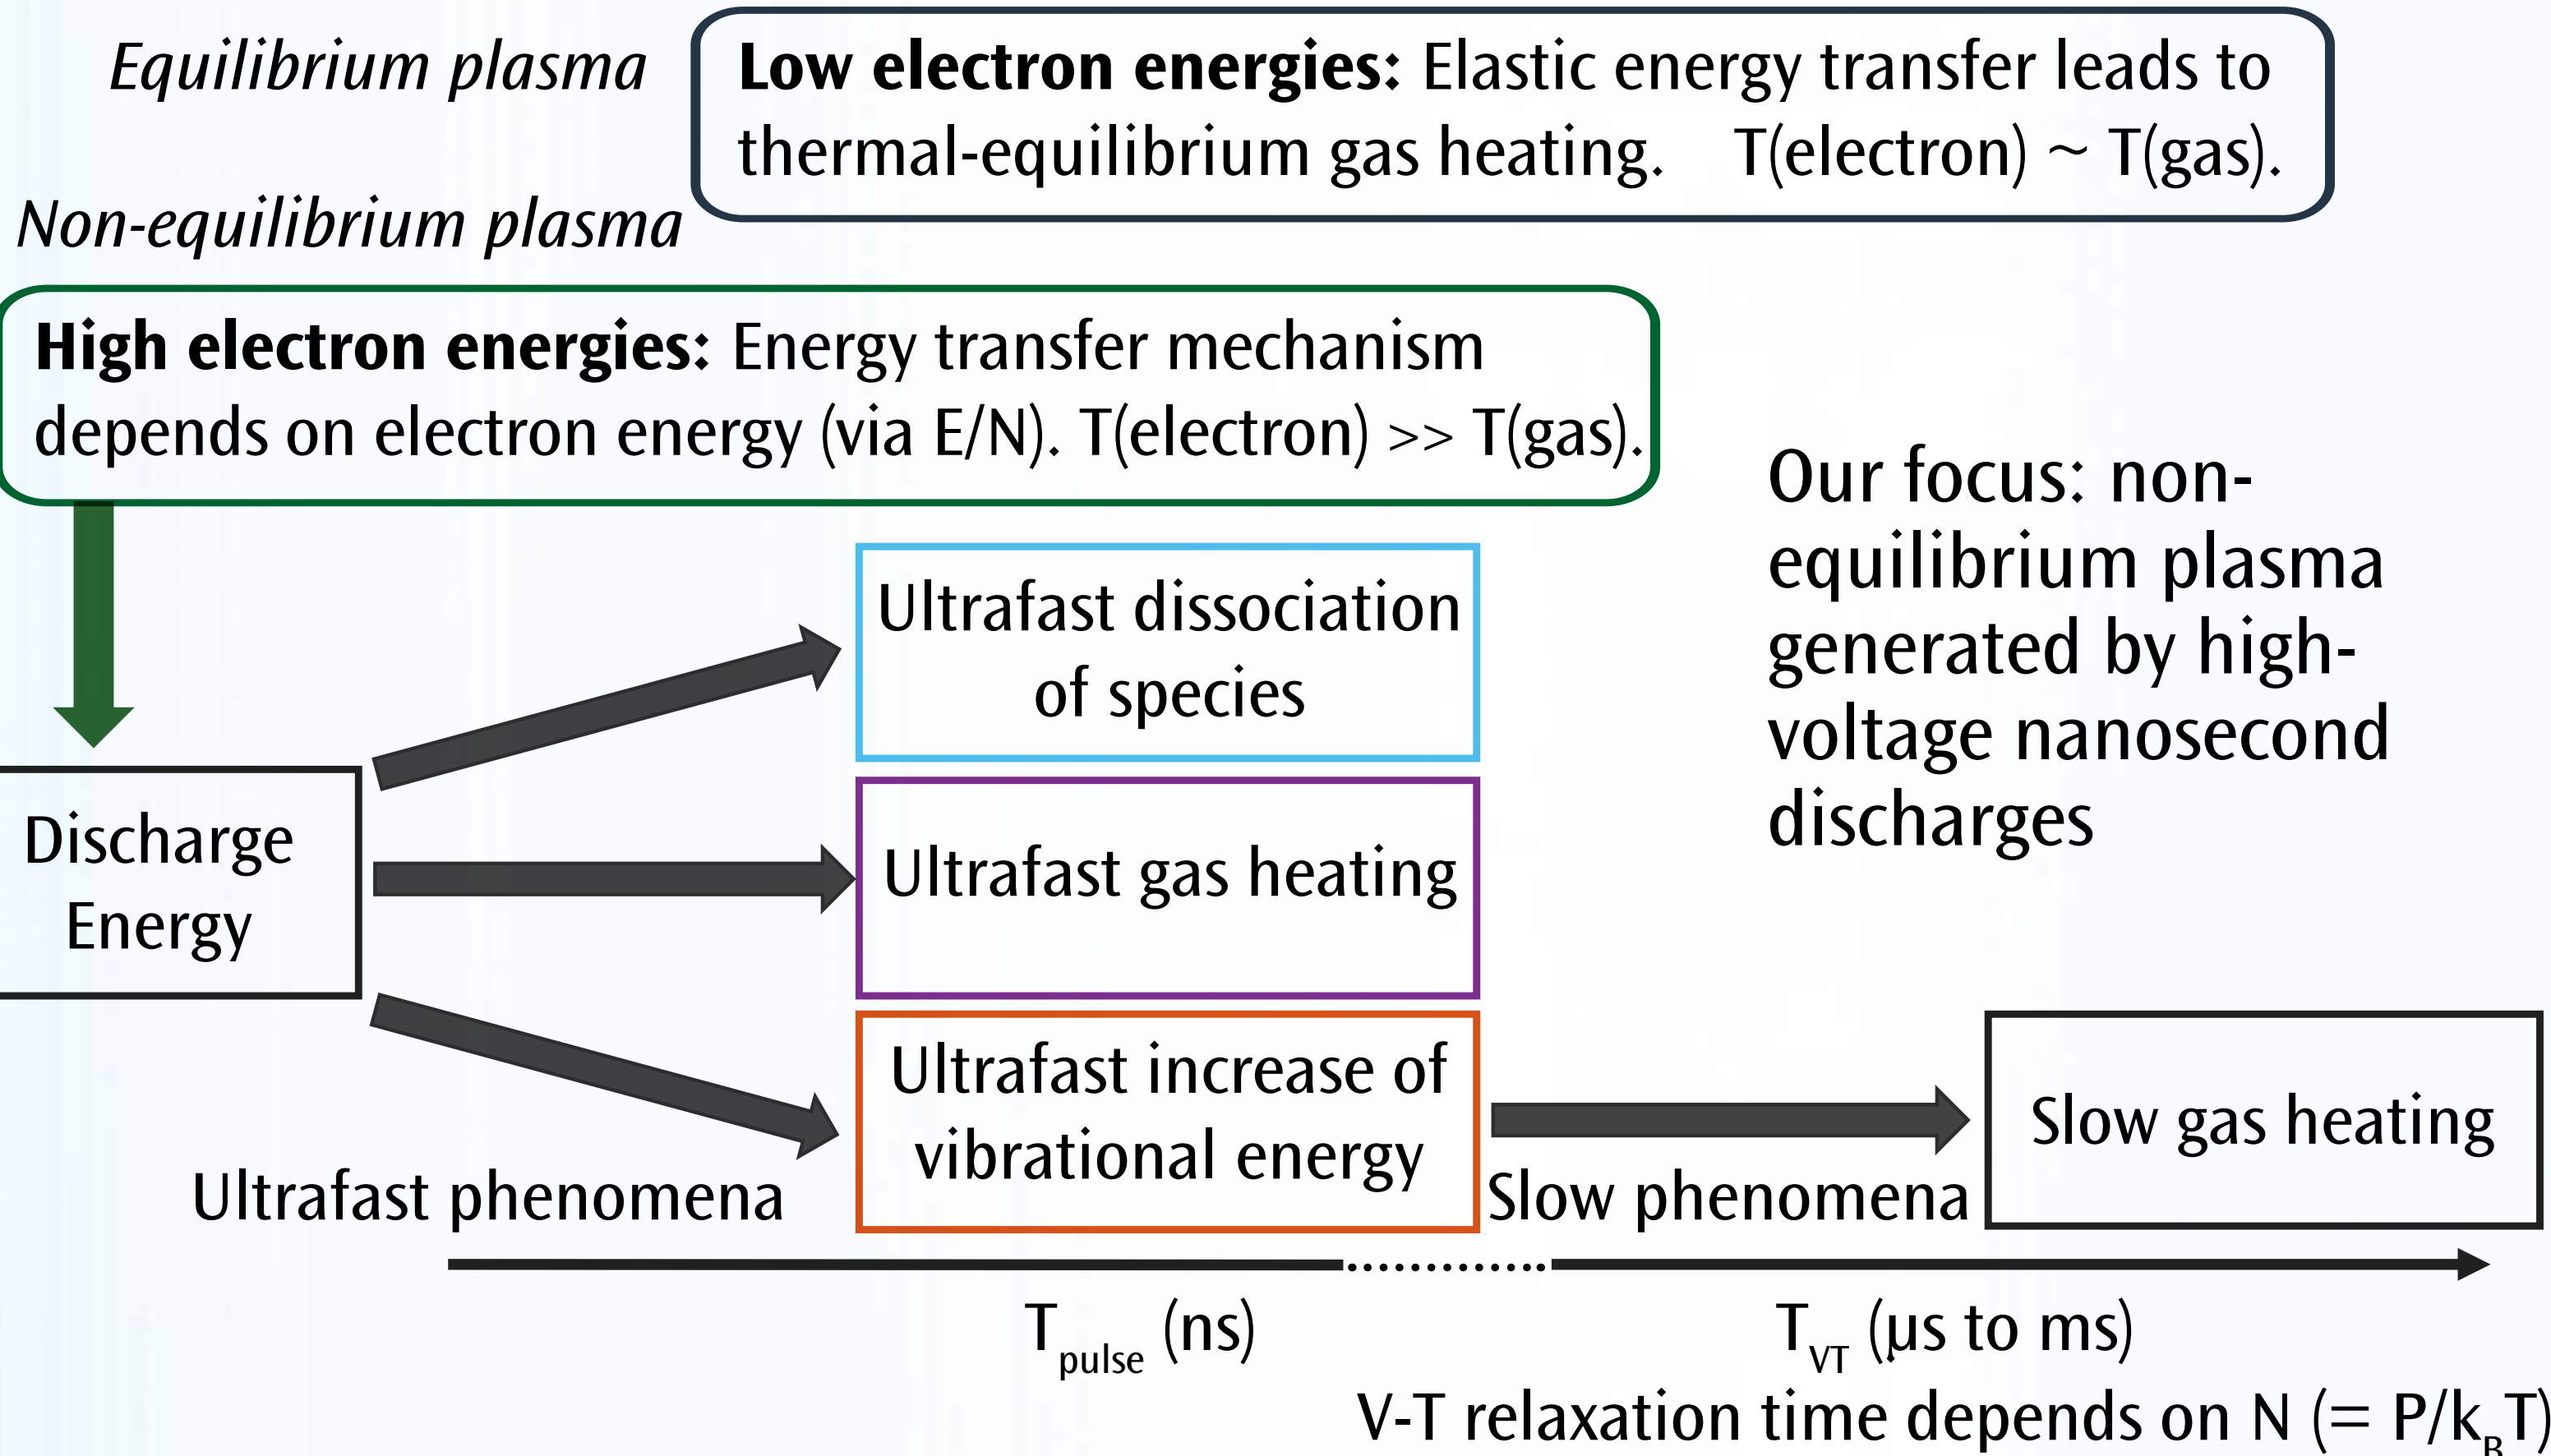 Equilibrium plasma
Low electron energies: Elastic energy transfer leads to
thermal-equilibrium gas heating. T(electron) ~ T(gas).
Non-equilibrium plasma
High electron energies: Energy transfer mechanism
depends on electron energy (via E/N). T(electron) >> T(gas).
Our focus: non-
equilibrium plasma
generated by high-
voltage nanosecond
discharges
Discharge
Energy
Ultrafast dissociation
of species
Ultrafast gas heating
Ultrafast increase of
vibrational energy
Slow gas heating
Ultrafast phenomena
Slow phenomena
T_pulse (ns)
T_VT (µs to ms)
V-T relaxation time depends on N (= P/k_BT)